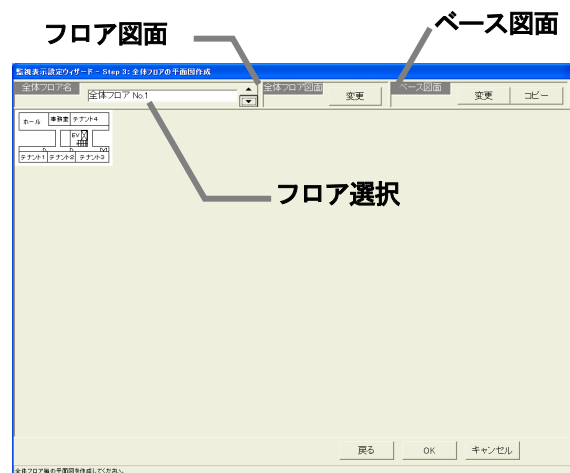 フロア図面
ベース図面
監視表示設定ウィザード - Step 3: 全体フロアの平面図作成
全体フロア名
全体フロア No.1
全体フロア図面
変更
ベース図面
変更
コピー
ホール
事務室
テナント4
EV
テナント1
テナント2
テナント3
フロア選択
戻る
OK
キャンセル
全体フロア毎の平面図を作成してください。